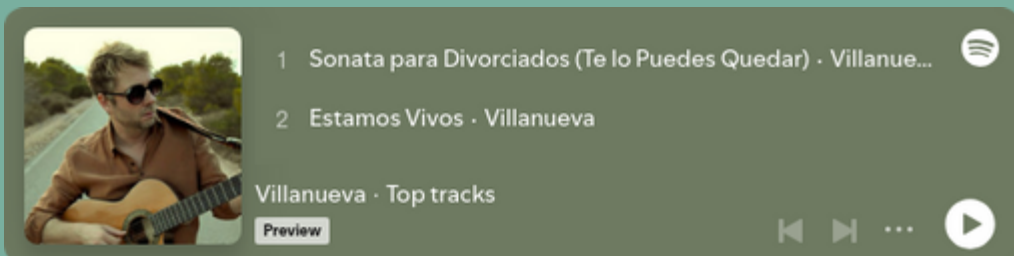 1 Sonata para Divorciados (Te lo Puedes Quedar) · Villanue...
2 Estamos Vivos · Villanueva
Villanueva · Top tracks
Preview